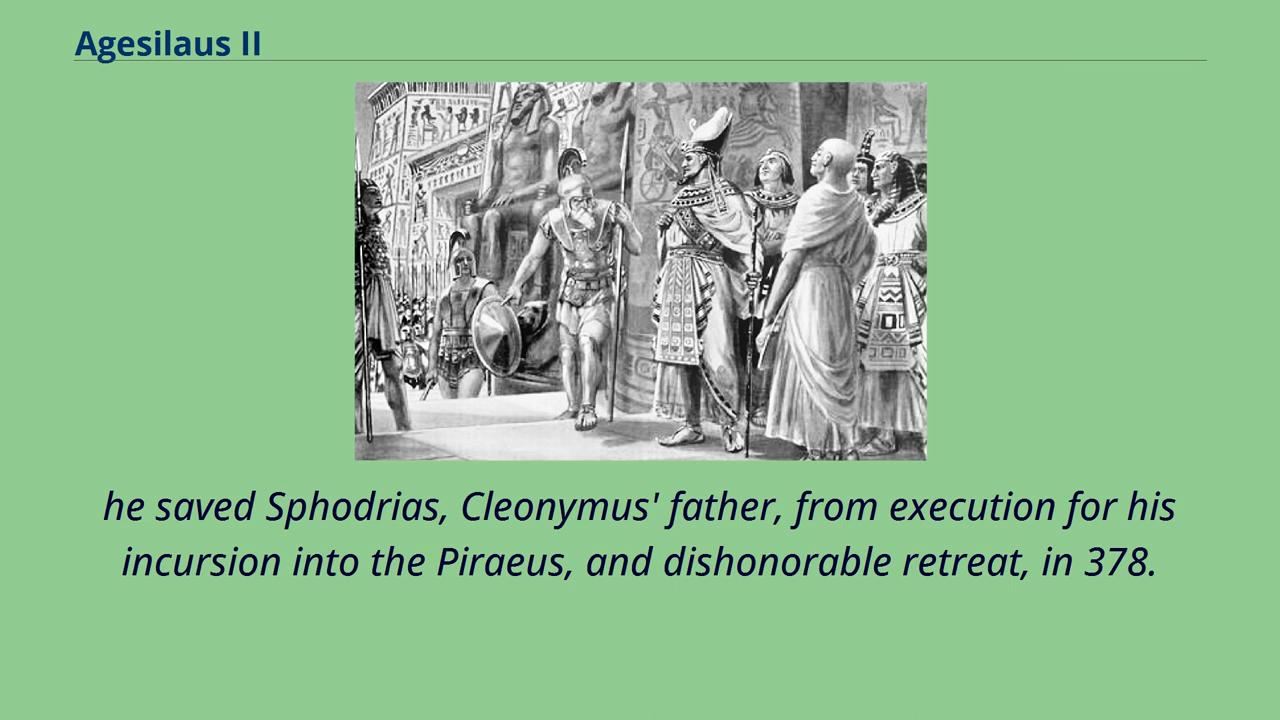 Agesilaus II
he saved Sphodrias, Cleonymus' father, from execution for his
incursion into the Piraeus, and dishonorable retreat, in 378.